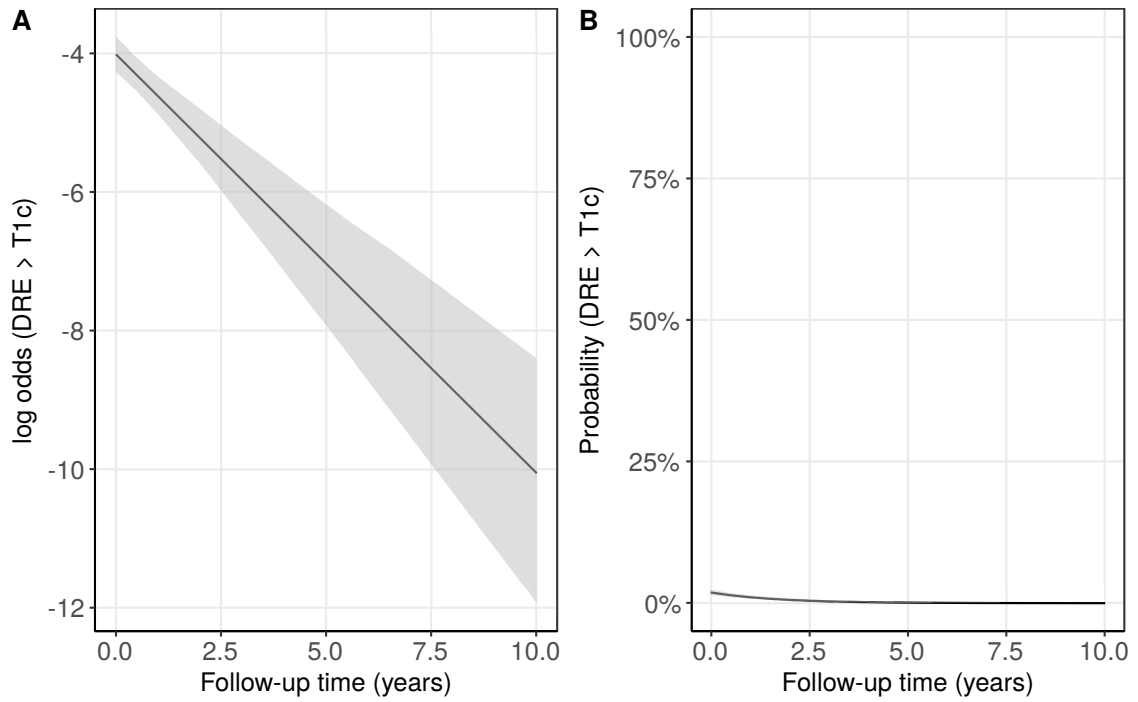 A
-4
-6
-8
-10
-12
log odds (DRE > T1c)
0.0 2.5 5.0 7.5 10.0
Follow-up time (years)
B
100%
75%
50%
25%
0%
Probability (DRE > T1c)
0.0 2.5 5.0 7.5 10.0
Follow-up time (years)